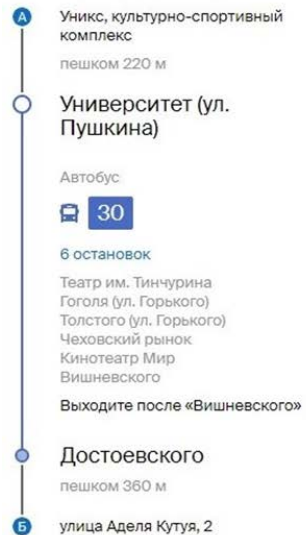 А
Уникс, культурно-спортивный
комплекс
пешком 220 м
Университет (ул.
Пушкина)
Автобус
30
6 остановок
Театр им. Тинчурина
Гоголя (ул. Горького)
Толстого (ул. Горького)
Чеховский рынок
Кинотеатр Мир
Вишневского
Выходите после «Вишневского»
Достоевского
пешком 360 м
Б
улица Аделя Кутуя, 2